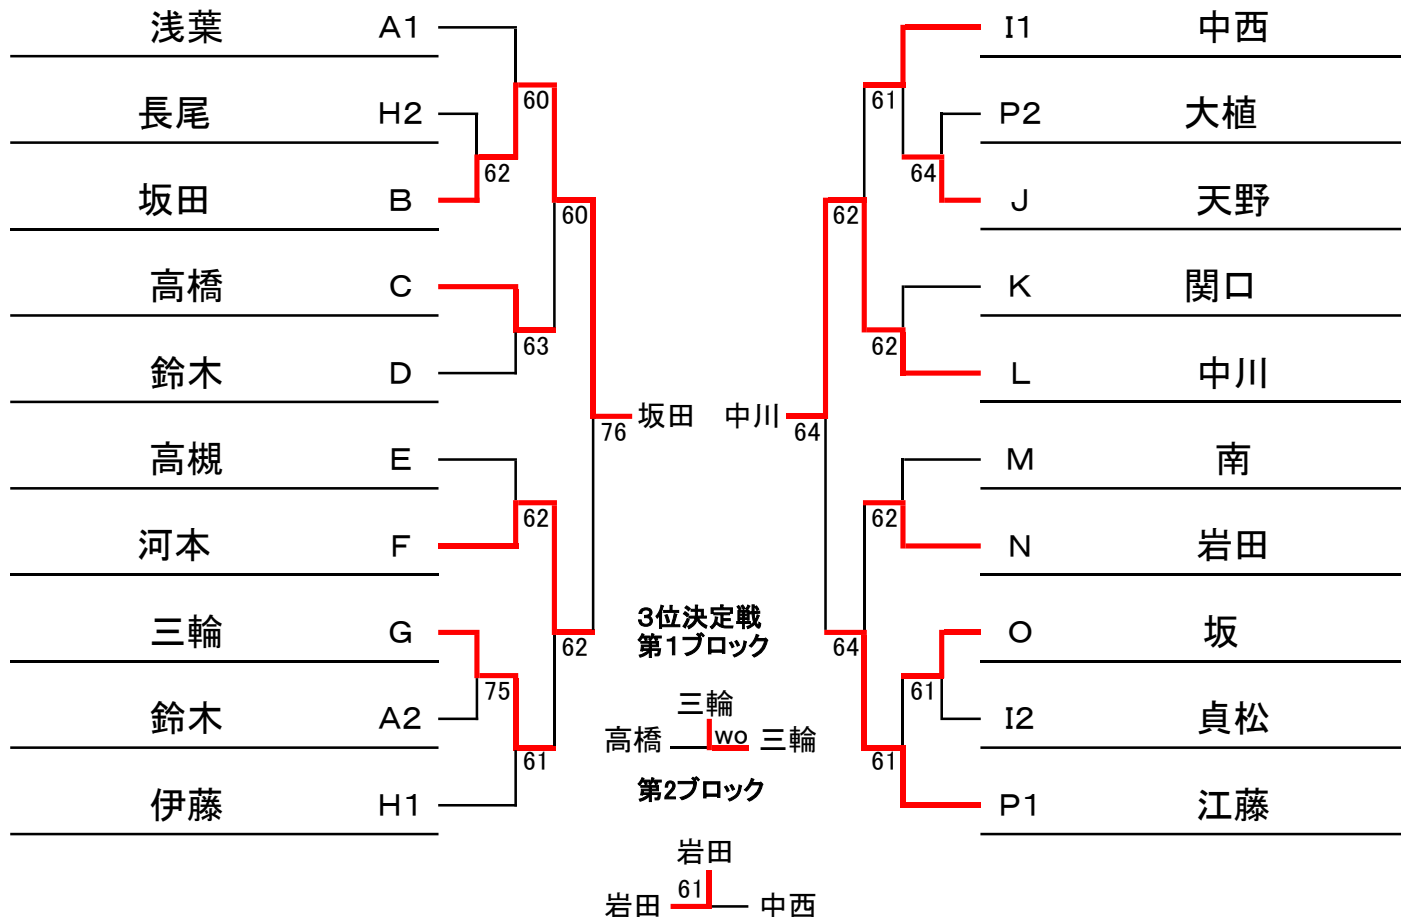 浅葉 A1
60
長尾 H2
62
坂田 B
60
高橋 C
63
鈴木 D
76
坂田
高槻 E
62
河本 F
62
三輪 G
75
鈴木 A2
61
伊藤 H1
I1 中西
61
P2 大植
64
J 天野
62
K 関口
62
L 中川
中川
64
M 南
62
N 岩田
64
O 坂
61
I2 貞松
61
P1 江藤
3位決定戦
第1ブロック
三輪
高橋 wo 三輪
第2ブロック
岩田
61
岩田 中西